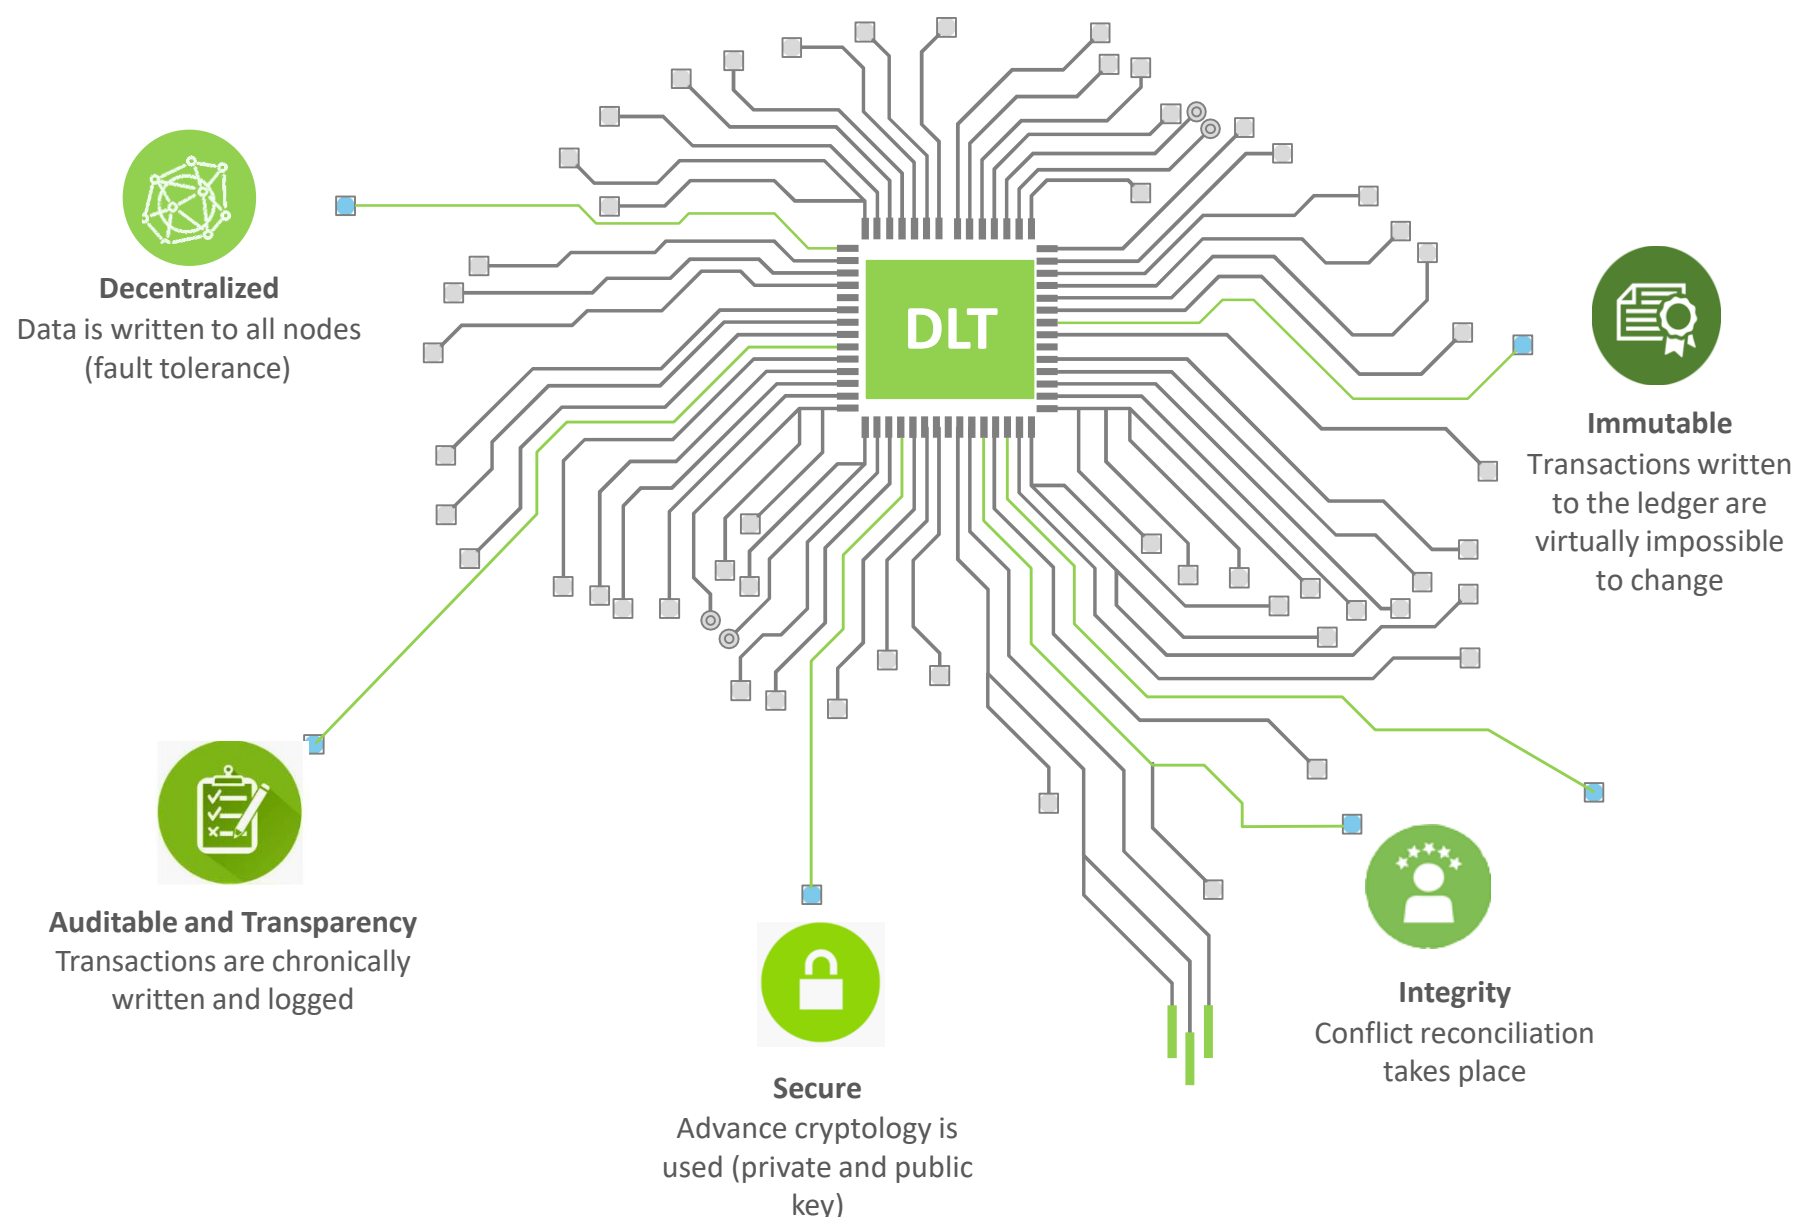 DLT
Decentralized
Data is written to all nodes
(fault tolerance)
Immutable
Transactions written
to the ledger are
virtually impossible
to change
Auditable and Transparency
Transactions are chronically
written and logged
Secure
Advance cryptology is
used (private and public
key)
Integrity
Conflict reconciliation
takes place